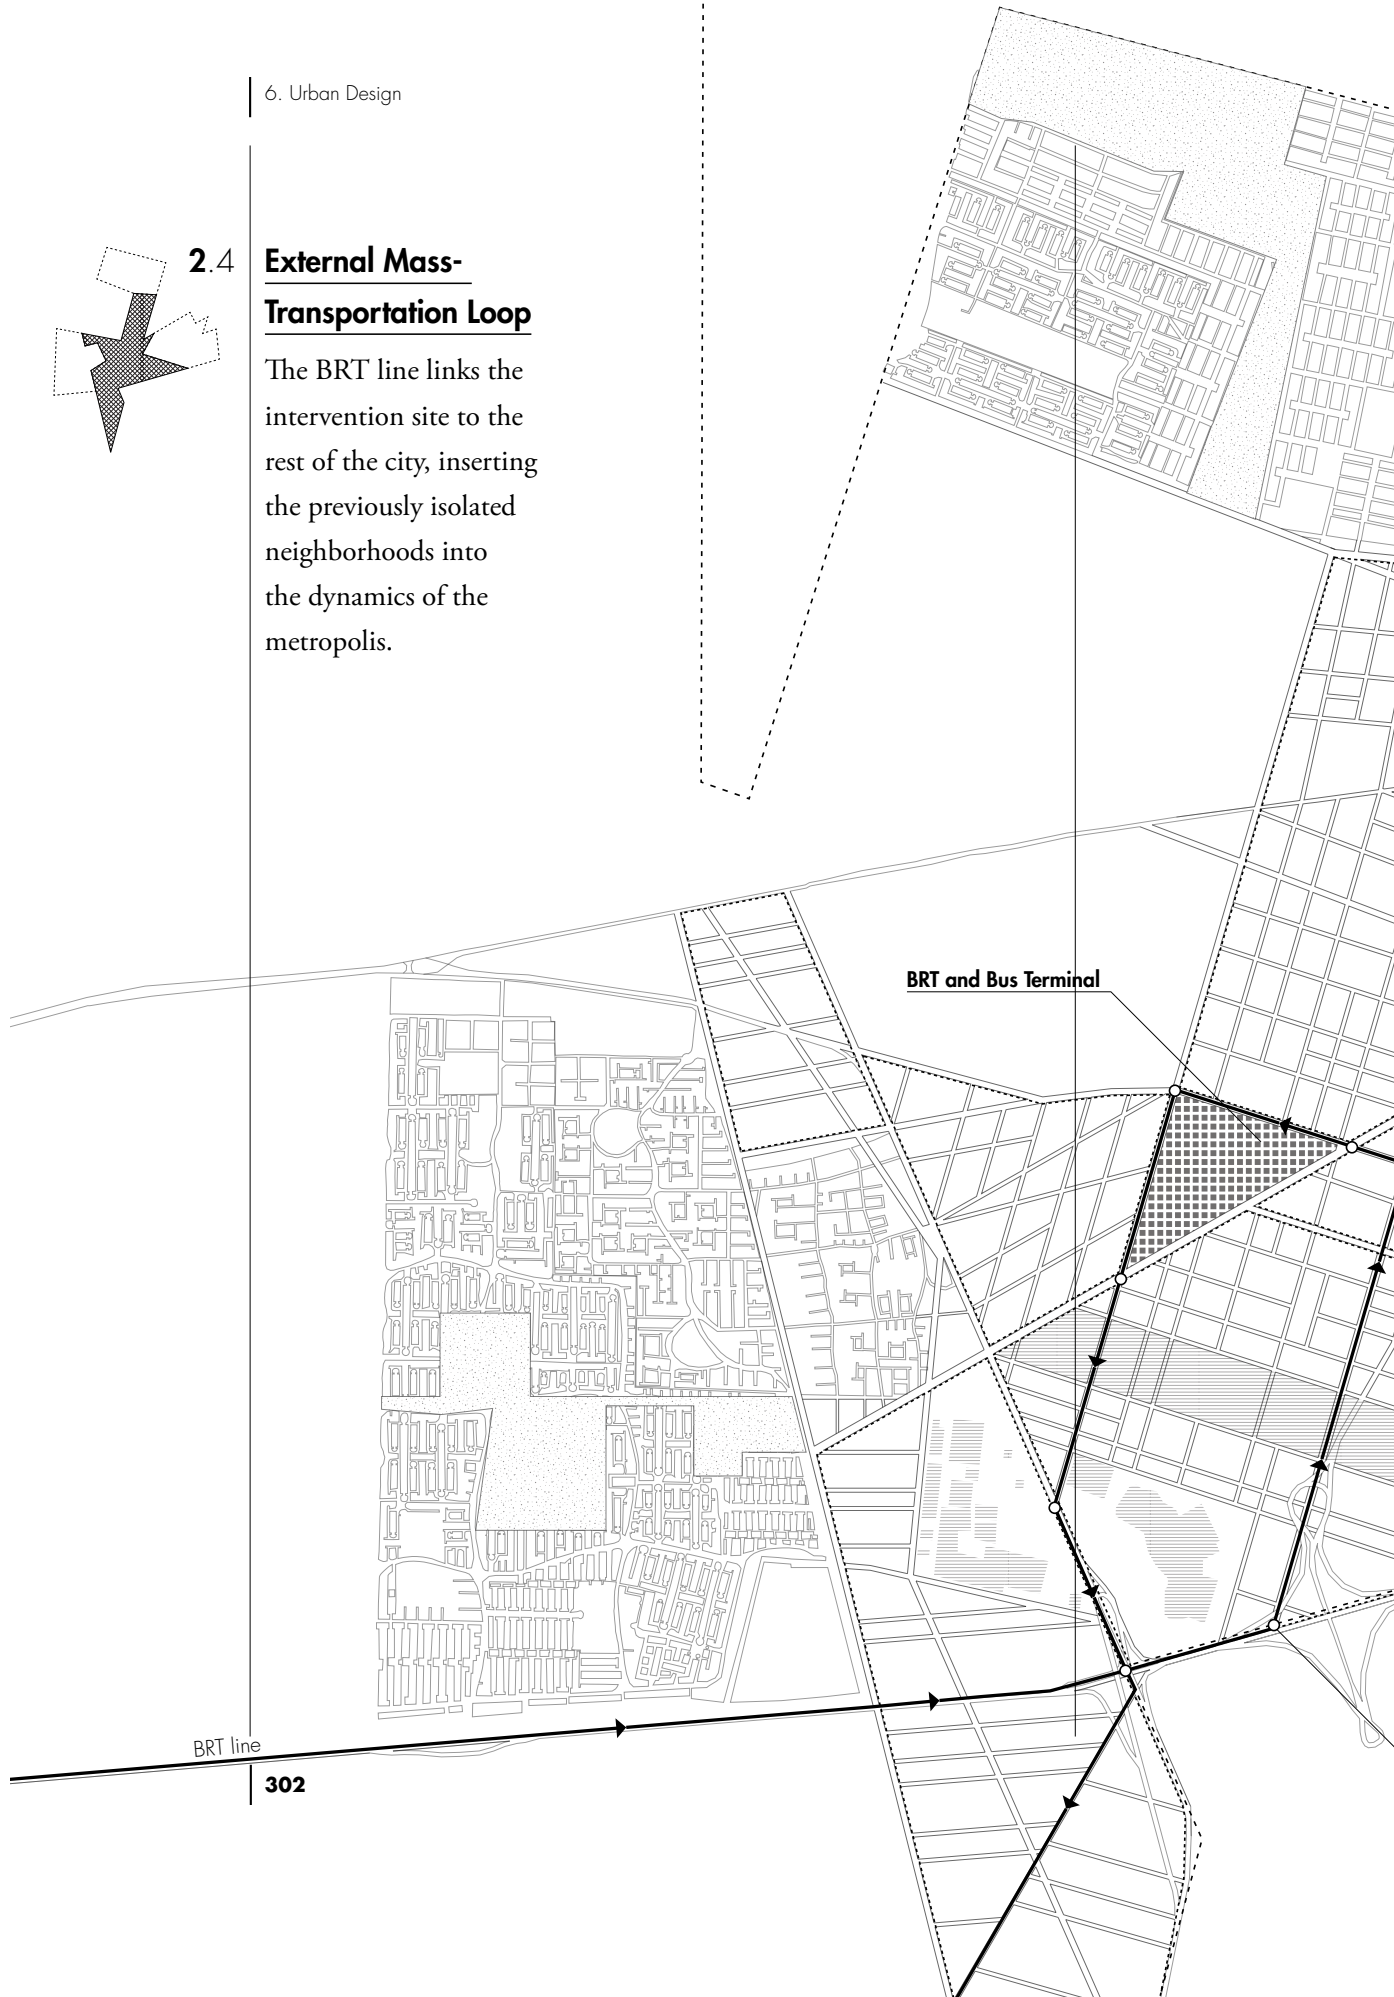 6. Urban Design
2.4
External Mass-
Transportation Loop
The BRT line links the
intervention site to the
rest of the city, inserting
the previously isolated
neighborhoods into
the dynamics of the
metropolis.
BRT and Bus Terminal
BRT line
302